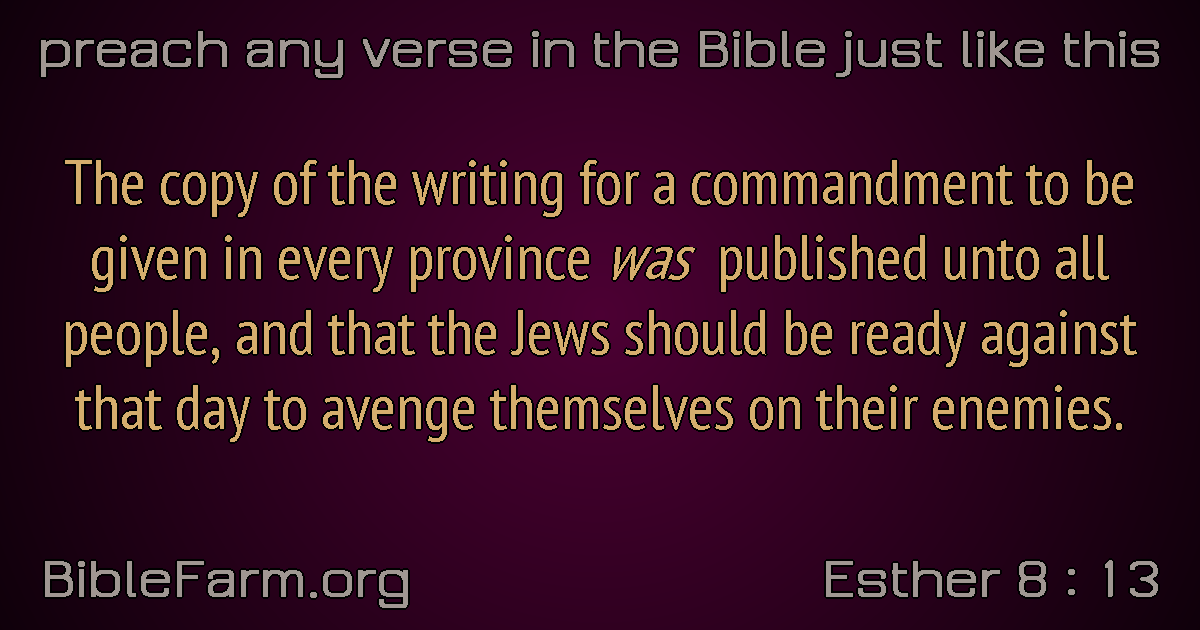 preach any verse in the Bible just like this
The copy of the writing for a commandment to be
given in every province was published unto all
people, and that the Jews should be ready against
that day to avenge themselves on their enemies.
BibleFarm.org
Esther 8 : 13